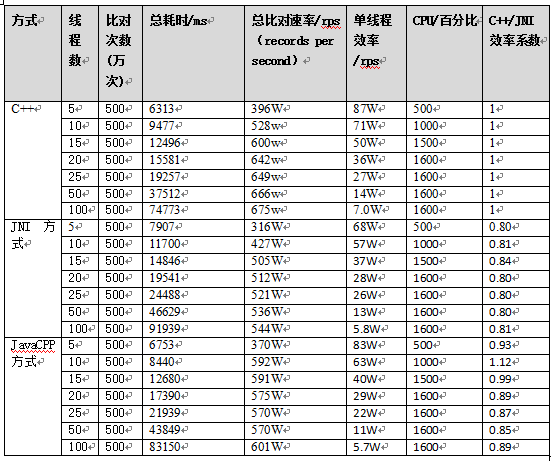 方式 线程数 比对次数(万次) 总耗时/ms 总比对速率/rps（records per second） 单线程效率/rps CPU/百分比 C++/JNI效率系数
C++ 5 500 6313 396W 87W 500 1
10 500 9477 528w 71W 1000 1
15 500 12496 600w 50W 1500 1
20 500 15581 642w 36W 1600 1
25 500 19257 649w 27W 1600 1
50 500 37512 666w 14W 1600 1
100 500 74773 675w 7.0W 1600 1
JNI 方式 5 500 7907 316W 68W 500 0.80
10 500 11700 427W 57W 1000 0.81
15 500 14846 505W 37W 1500 0.84
20 500 19541 512W 28W 1600 0.80
25 500 24488 521W 26W 1600 0.80
50 500 46629 536W 13W 1600 0.80
100 500 91939 544W 5.8W 1600 0.81
JavaCPP方式 5 500 6753 370W 83W 500 0.93
10 500 8440 592W 63W 1000 1.12
15 500 12680 591W 40W 1500 0.99
20 500 17390 575W 29W 1600 0.89
25 500 21939 570W 22W 1600 0.87
50 500 43849 570W 11W 1600 0.85
100 500 83150 601W 5.7W 1600 0.89